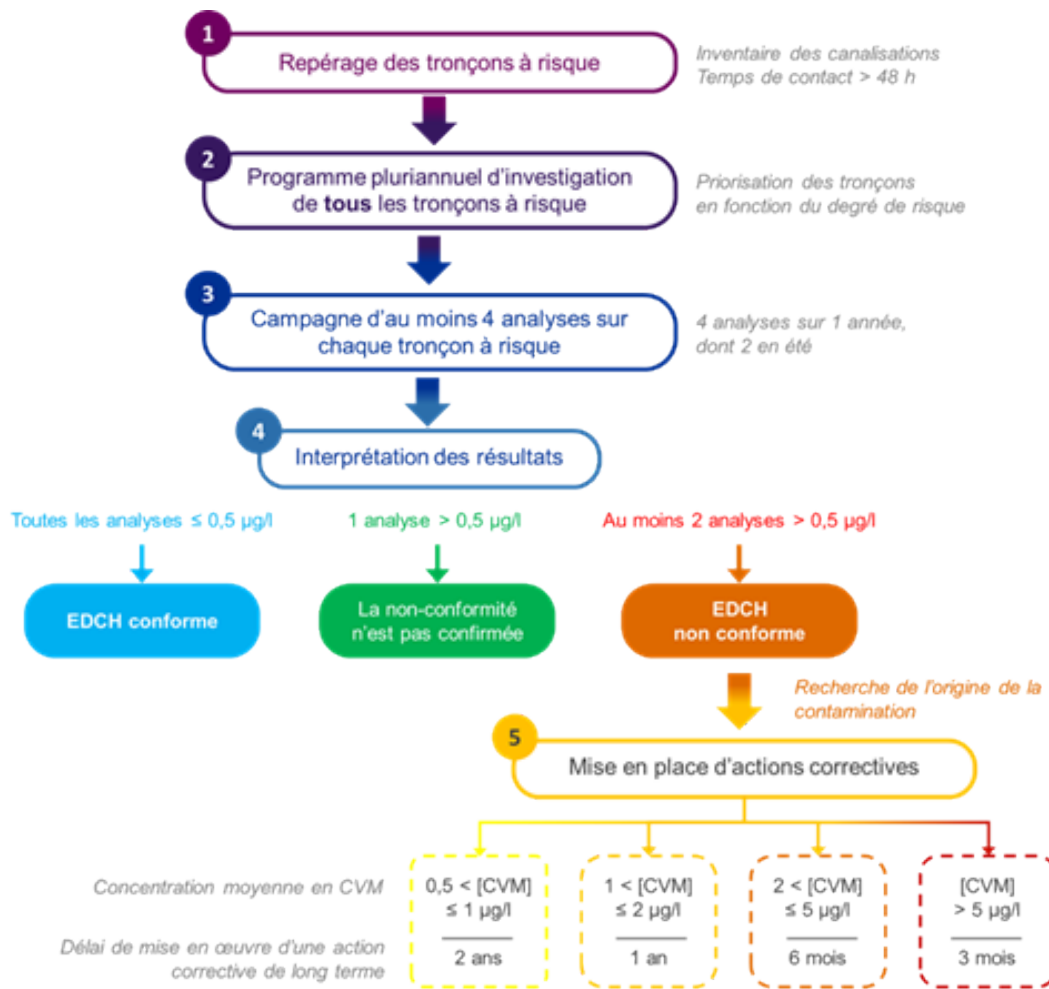 1
Repérage des tronçons à risque
Inventaire des canalisations
Temps de contact > 48 h
2
Programme pluriannuel d'investigation
de tous les tronçons à risque
Priorisation des tronçons
en fonction du degré de risque
3
Campagne d'au moins 4 analyses sur
chaque tronçon à risque
4 analyses sur 1 année,
dont 2 en été
4
Interprétation des résultats
Toutes les analyses ≤ 0,5 µg/l
1 analyse > 0,5 µg/l
Au moins 2 analyses > 0,5 µg/l
EDCH conforme
La non-conformité
n'est pas confirmée
EDCH
non conforme
Recherche de l'origine de la
contamination
5
Mise en place d'actions correctives
Concentration moyenne en CVM
0,5 < [CVM]
≤ 1 µg/l
1 < [CVM]
≤ 2 µg/l
2 < [CVM]
≤ 5 µg/l
[CVM]
> 5 µg/l
Délai de mise en œuvre d'une action
corrective de long terme
2 ans
1 an
6 mois
3 mois